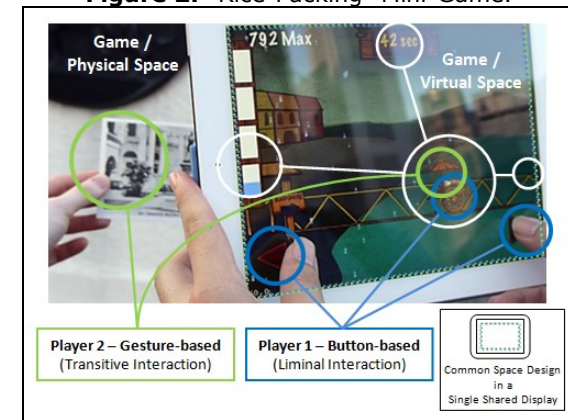 Figure 2. "Rice Packing" Mini-Game.
792 Max
42 sec
Game /
Physical Space
Game /
Virtual Space
Player 2 – Gesture-based
(Transitive Interaction)
Player 1 – Button-based
(Liminal Interaction)
Common Space Design
in a
Single Shared Display